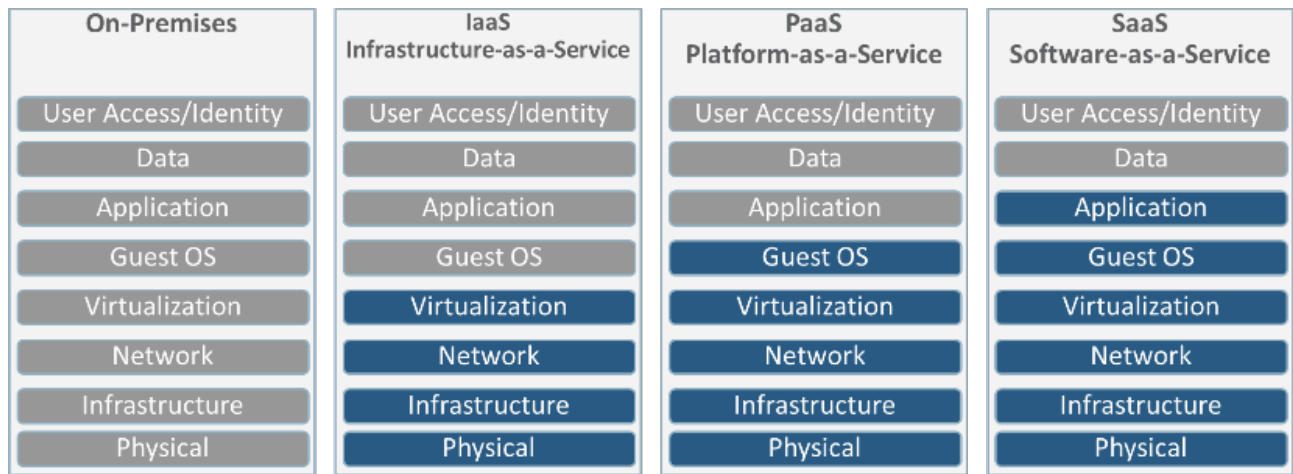 On-Premises
User Access/Identity
Data
Application
Guest OS
Virtualization
Network
Infrastructure
Physical
IaaS
Infrastructure-as-a-Service
User Access/Identity
Data
Application
Guest OS
Virtualization
Network
Infrastructure
Physical
PaaS
Platform-as-a-Service
User Access/Identity
Data
Application
Guest OS
Virtualization
Network
Infrastructure
Physical
SaaS
Software-as-a-Service
User Access/Identity
Data
Application
Guest OS
Virtualization
Network
Infrastructure
Physical